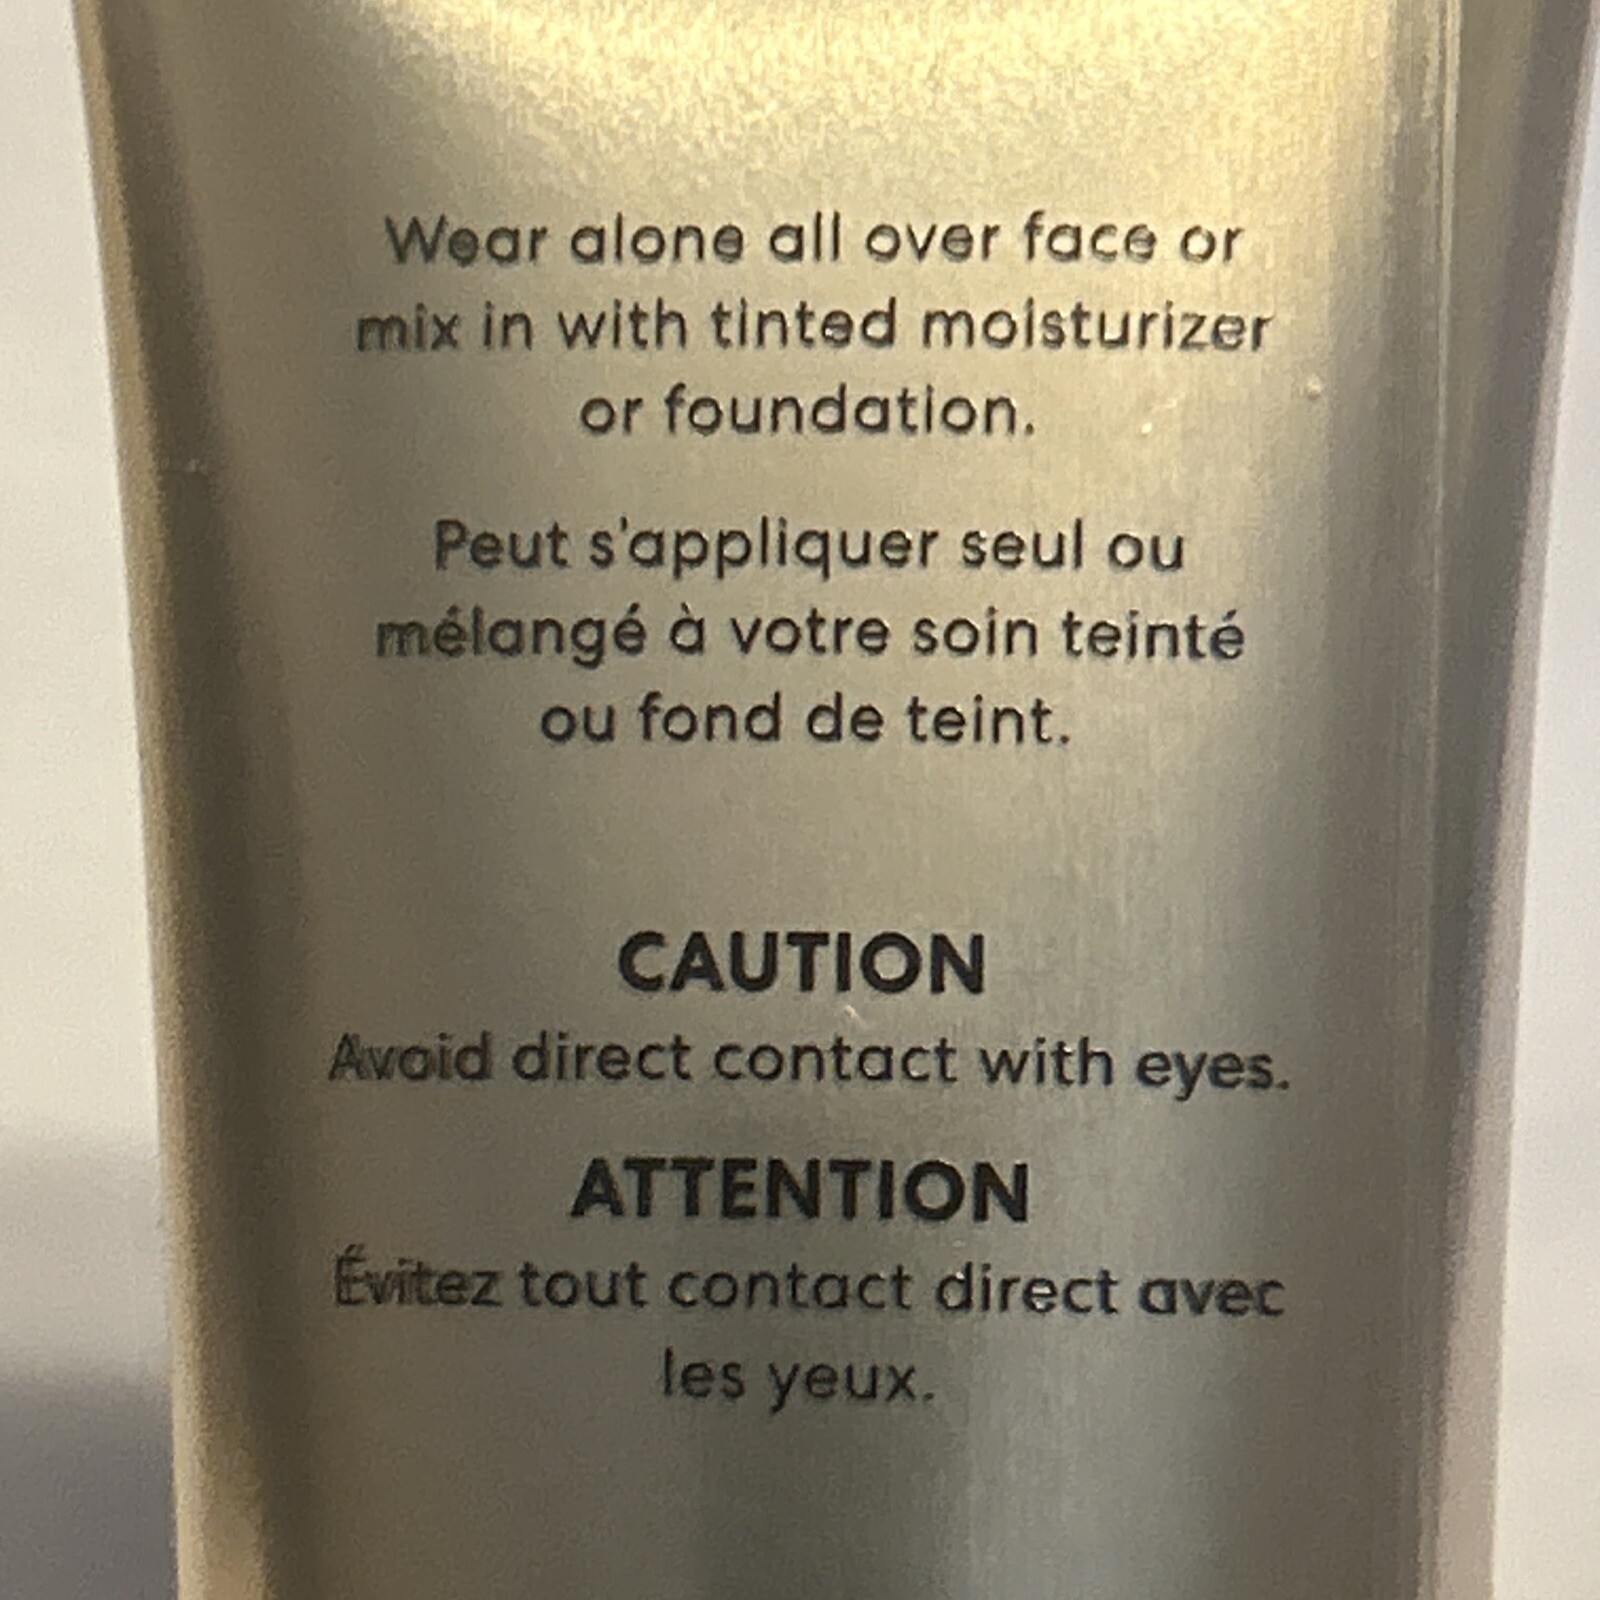 Wear alone all over face or
mix in with tinted moisturizer
or foundation.
Peut s'appliquer seul ou
mélangé à votre soin teinté
ou fond de teint.
CAUTION
Avoid direct contact with eyes.
ATTENTION
Évitez tout contact direct avec
les yeux.